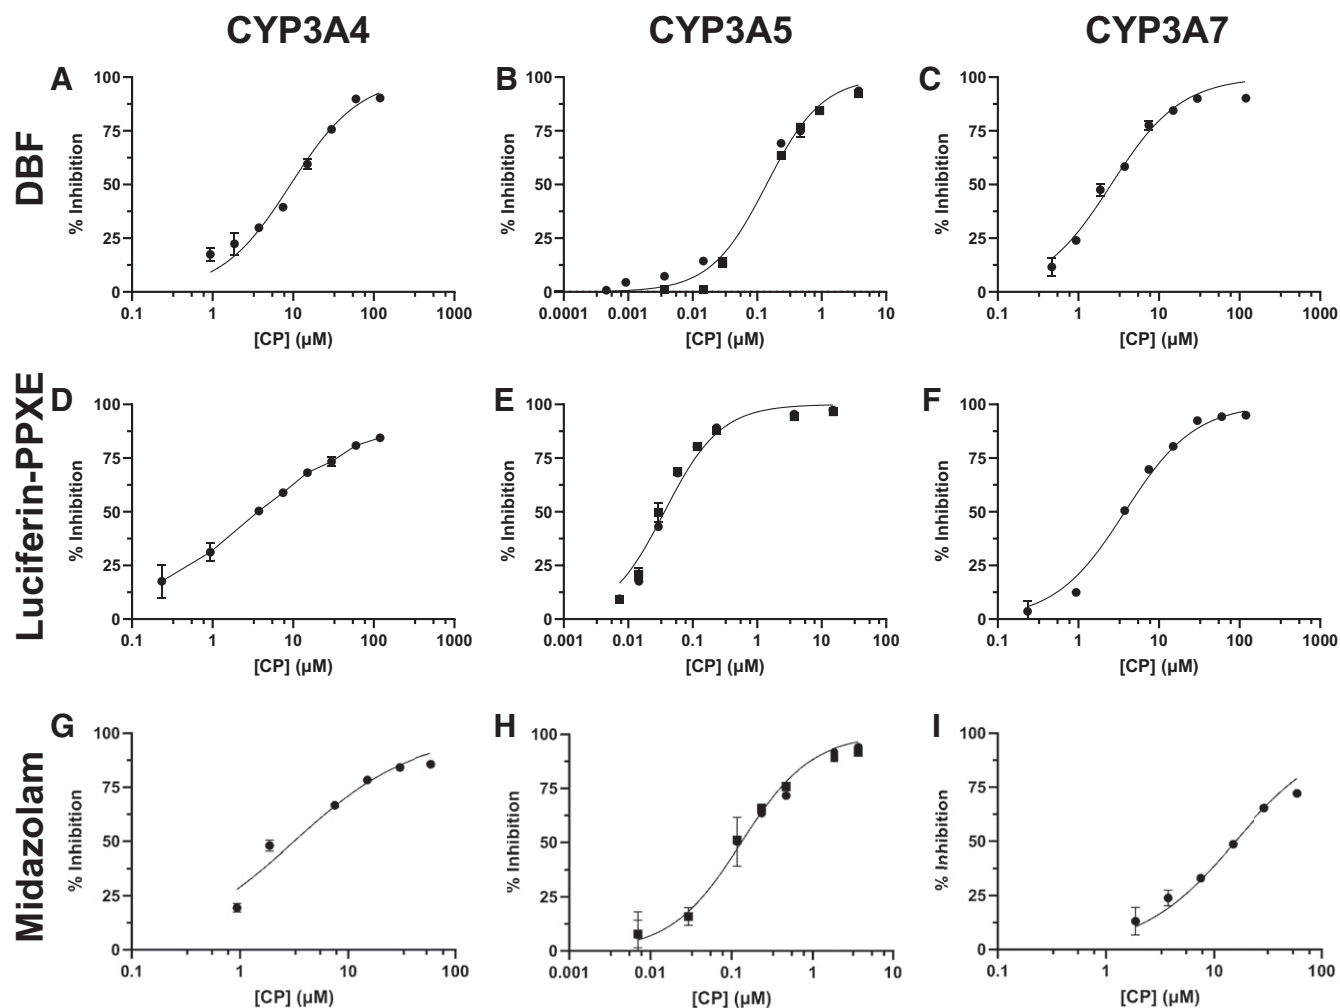 CYP3A4 CYP3A5 CYP3A7
DBF
A
100
75
50
25
0
% Inhibition
0.1 1 10 100 1000
[CP] (µM)
B
100
75
50
25
0
% Inhibition
0.0001 0.001 0.01 0.1 1 10
[CP] (µM)
C
100
75
50
25
0
% Inhibition
0.1 1 10 100 1000
[CP] (µM)
Luciferin-PPXE
D
100
75
50
25
0
% Inhibition
0.1 1 10 100 1000
[CP] (µM)
E
100
75
50
25
0
% Inhibition
0.001 0.01 0.1 1 10 100
[CP] (µM)
F
100
75
50
25
0
% Inhibition
0.1 1 10 100 1000
[CP] (µM)
Midazolam
G
100
75
50
25
0
% Inhibition
0.1 1 10 100
[CP] (µM)
H
100
75
50
25
0
% Inhibition
0.001 0.01 0.1 1 10
[CP] (µM)
I
100
75
50
25
0
% Inhibition
0.1 1 10 100
[CP] (µM)